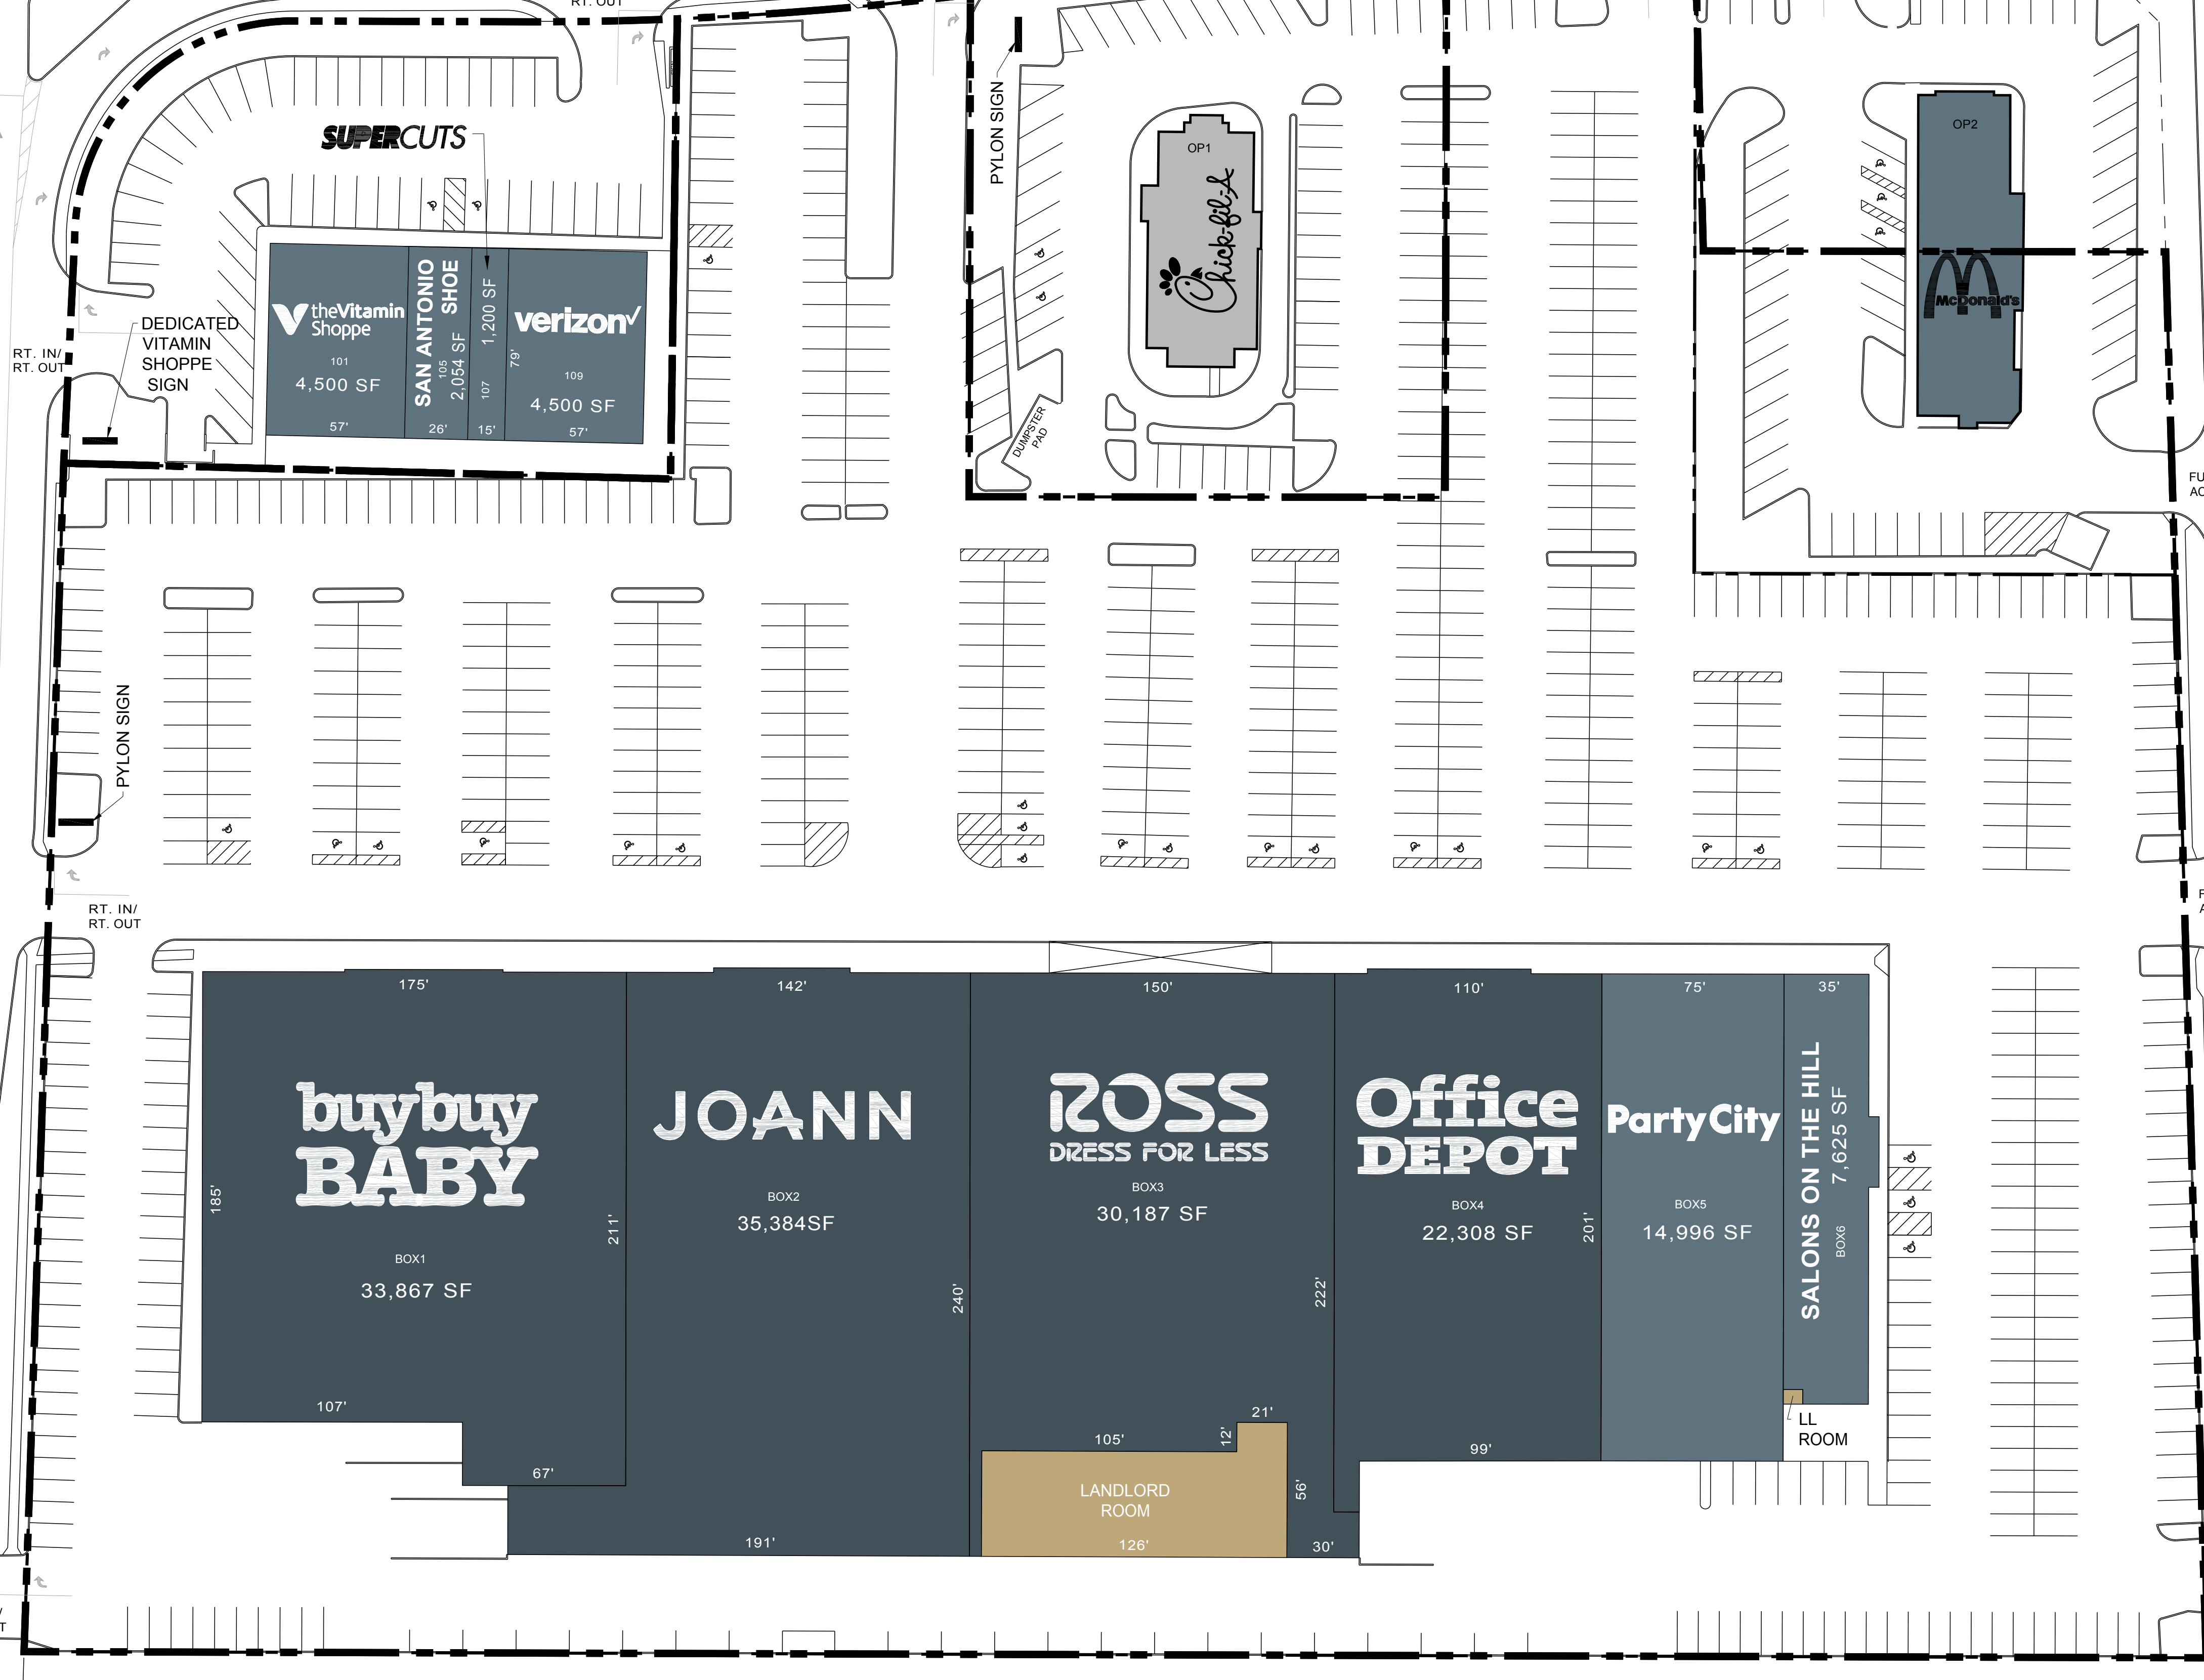 RT. OUT
PYLON SIGN
SUPERCUTS
OP1
OP2
Chick-fil-A
McDonald's
DEDICATED
VITAMIN
SHOPPE
SIGN
RT. IN/
RT. OUT
theVitamin
Shoppe
101
4,500 SF
57'
SAN ANTONIO
SHOE
105
2,054 SF
26'
1,200 SF
107
15'
79'
verizon
109
4,500 SF
57'
DUMPSTER
PAD
FU
AC
PYLON SIGN
RT. IN/
RT. OUT
F
A
175'
142'
150'
110'
75'
35'
buybuy
BABY
BOX1
33,867 SF
185'
211'
107'
67'
JOANN
BOX2
35,384SF
240'
191'
ROSS
DRESS FOR LESS
BOX3
30,187 SF
222'
21'
12'
105'
LANDLORD
ROOM
126'
56'
30'
Office
DEPOT
BOX4
22,308 SF
201'
99'
PartyCity
BOX5
14,996 SF
SALONS ON THE HILL
7,625 SF
BOX6
LL
ROOM
/
T